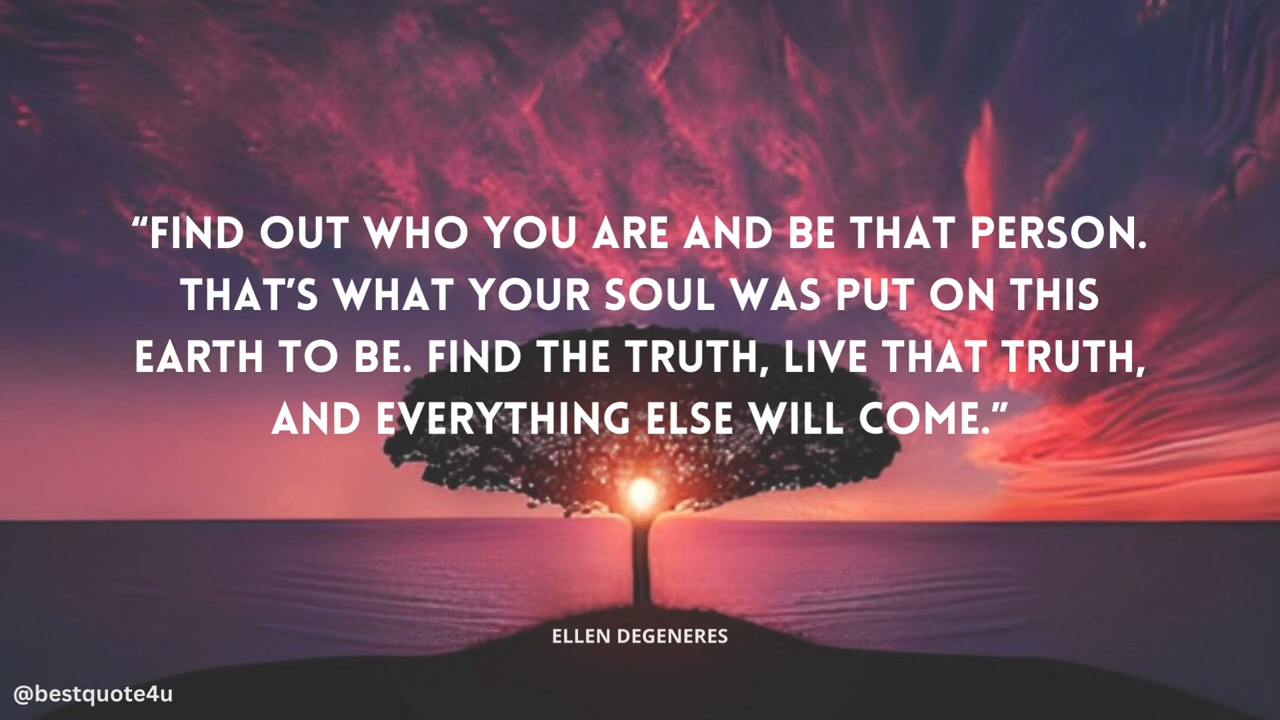 “FIND OUT WHO YOU ARE AND BE THAT PERSON.
THAT’S WHAT YOUR SOUL WAS PUT ON THIS
EARTH TO BE. FIND THE TRUTH, LIVE THAT TRUTH,
AND EVERYTHING ELSE WILL COME.”
ELLEN DEGENERES
@bestquote4u